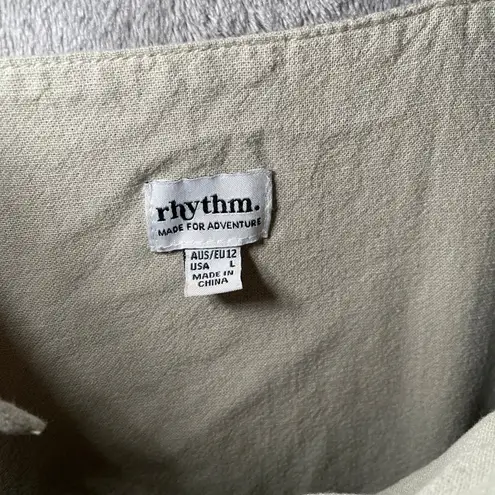 rhythm.
MADE FOR ADVENTURE
AUS/EU 12
USA L
MADE IN
CHINA